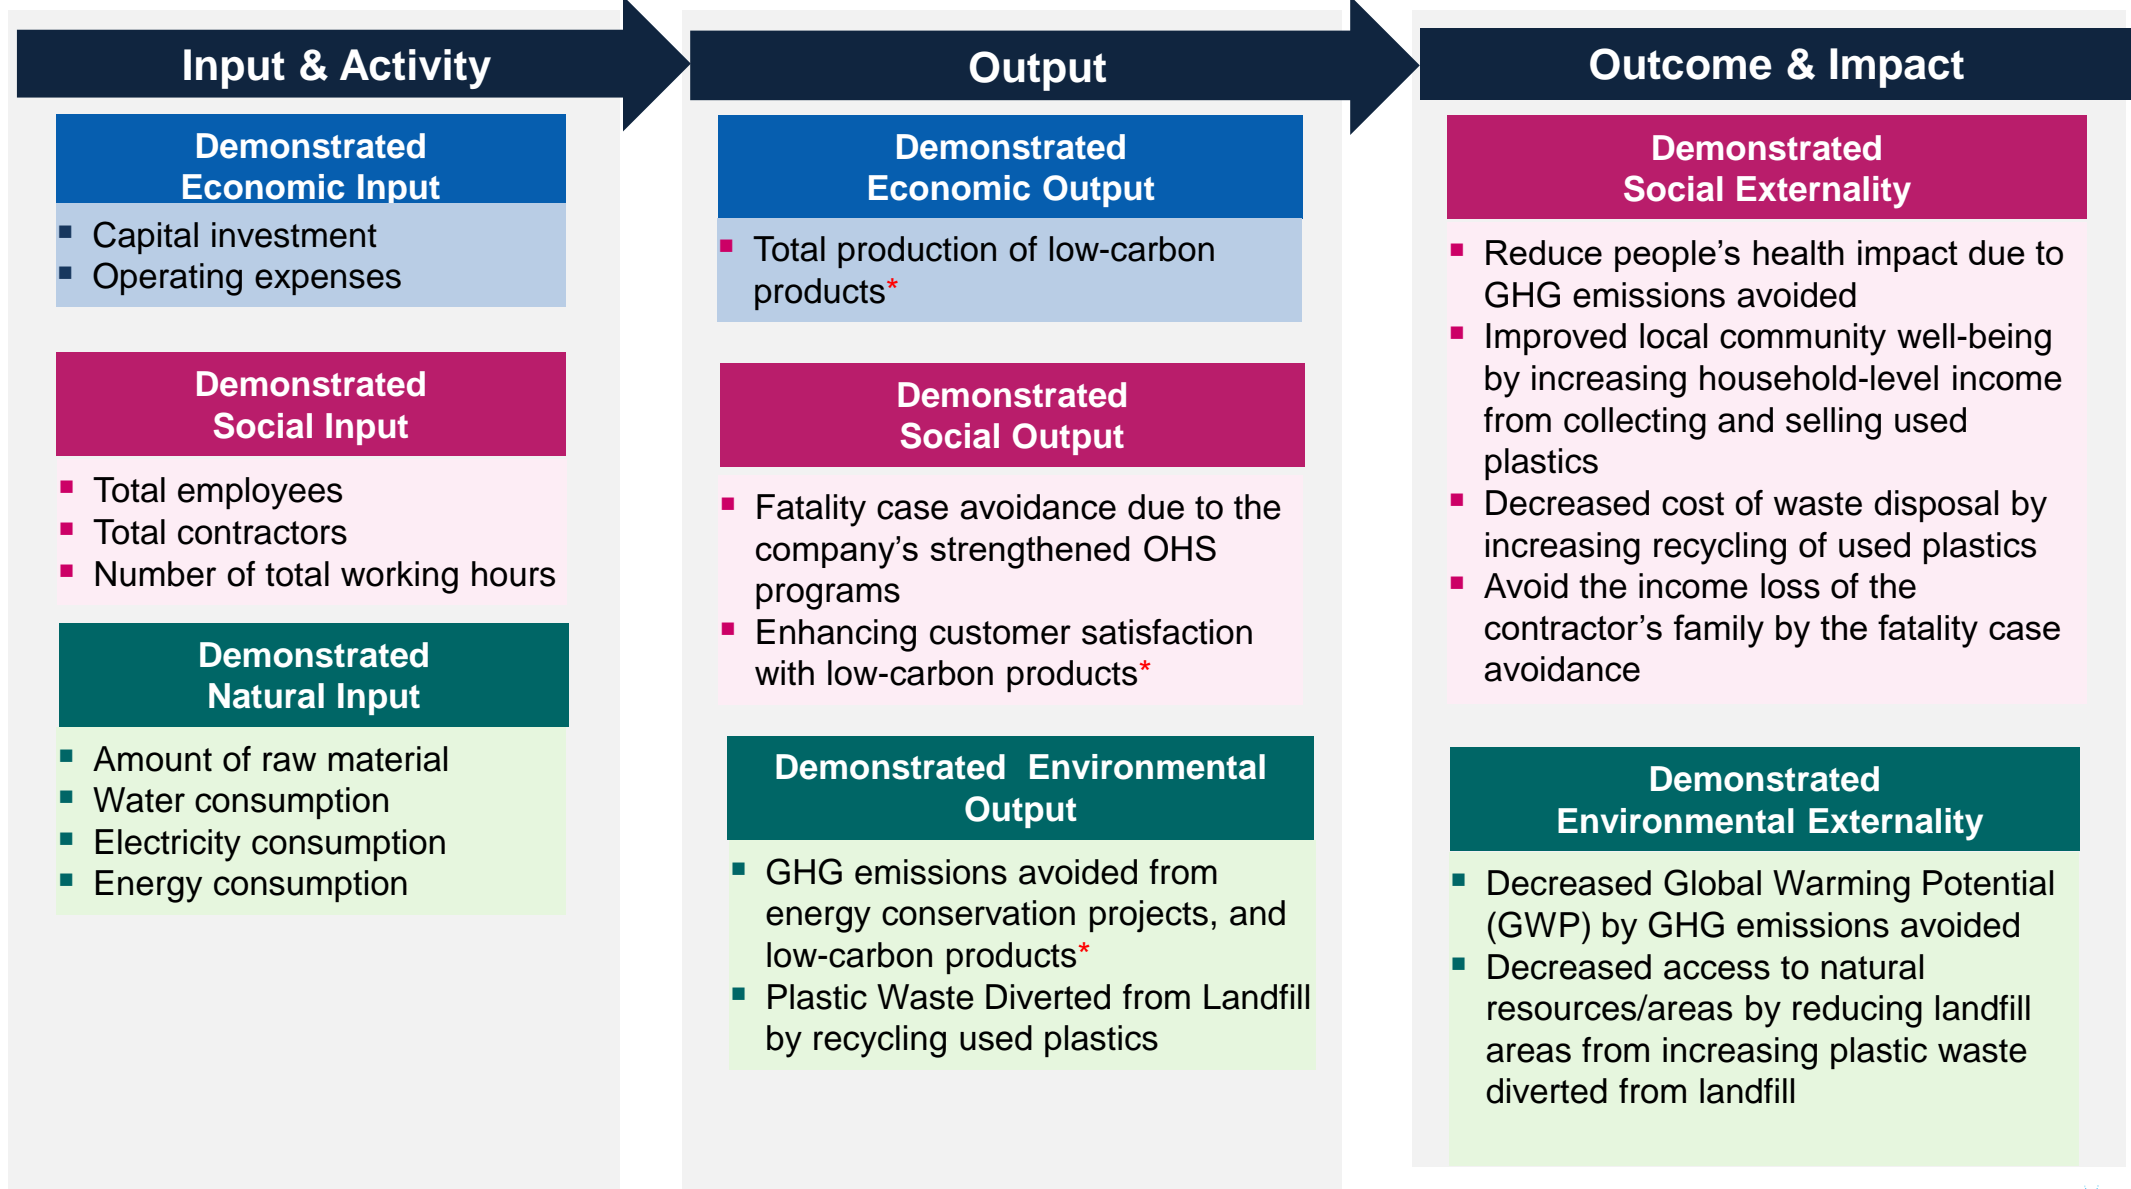 Input & Activity
Demonstrated
Economic Input
▪ Capital investment
▪ Operating expenses
Demonstrated
Social Input
▪ Total employees
▪ Total contractors
▪ Number of total working hours
Demonstrated
Natural Input
▪ Amount of raw material
▪ Water consumption
▪ Electricity consumption
▪ Energy consumption
Output
Demonstrated
Economic Output
▪ Total production of low-carbon
products*
Demonstrated
Social Output
▪ Fatality case avoidance due to the
company’s strengthened OHS
programs
▪ Enhancing customer satisfaction
with low-carbon products*
Demonstrated Environmental
Output
▪ GHG emissions avoided from
energy conservation projects, and
low-carbon products*
▪ Plastic Waste Diverted from Landfill
by recycling used plastics
Outcome & Impact
Demonstrated
Social Externality
▪ Reduce people’s health impact due to
GHG emissions avoided
▪ Improved local community well-being
by increasing household-level income
from collecting and selling used
plastics
▪ Decreased cost of waste disposal by
increasing recycling of used plastics
▪ Avoid the income loss of the
contractor’s family by the fatality case
avoidance
Demonstrated
Environmental Externality
▪ Decreased Global Warming Potential
(GWP) by GHG emissions avoided
▪ Decreased access to natural
resources/areas by reducing landfill
areas from increasing plastic waste
diverted from landfill